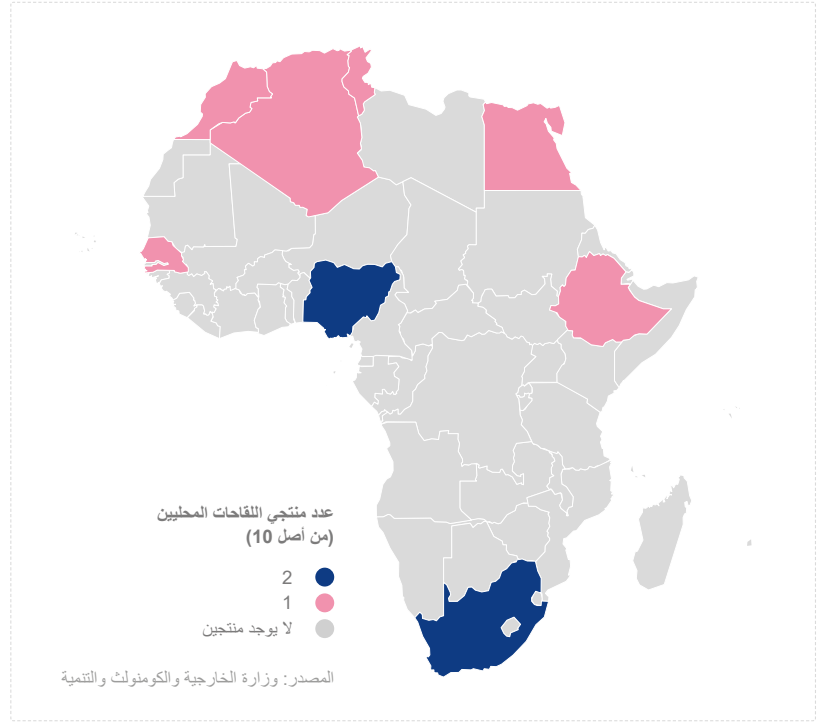 عدد منتجي اللقاحات المحليين
(من أصل 10)
2
1
لا يوجد منتجين
المصدر: وزارة الخارجية والكومنولث والتنمية